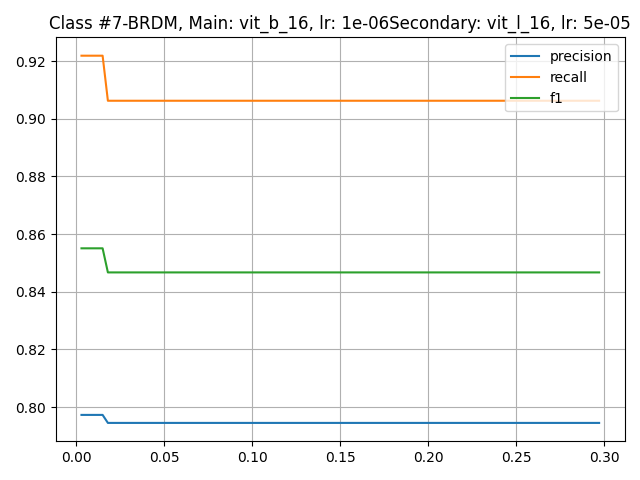 Class #7-BRDM, Main: vit_b_16, lr: 1e-06Secondary: vit_l_16, lr: 5e-05
precision
recall
f1
0.92
0.90
0.88
0.86
0.84
0.82
0.80
0.00 0.05 0.10 0.15 0.20 0.25 0.30